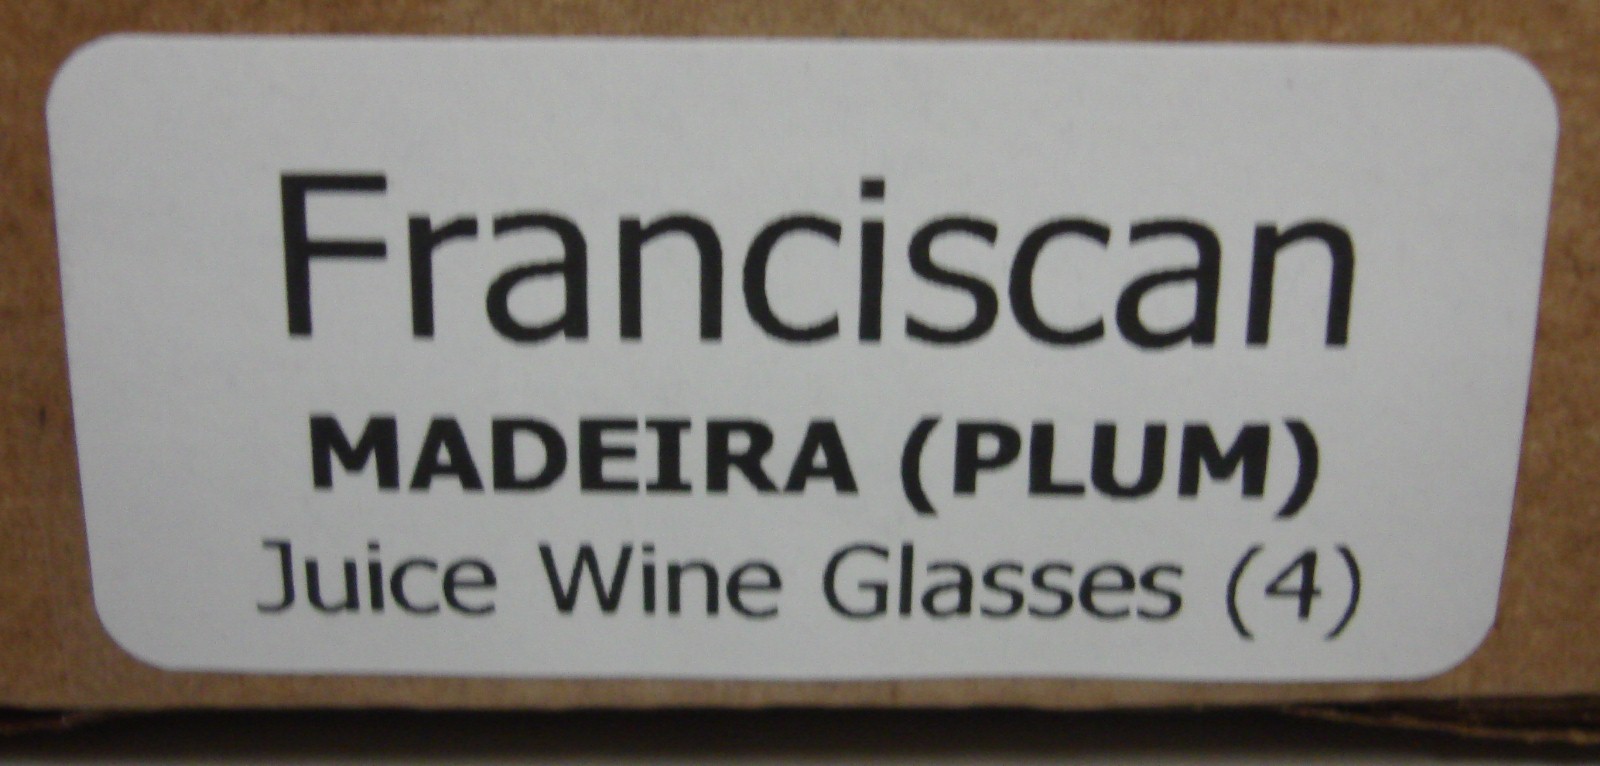 Franciscan
MADEIRA (PLUM)
Juice Wine Glasses (4)